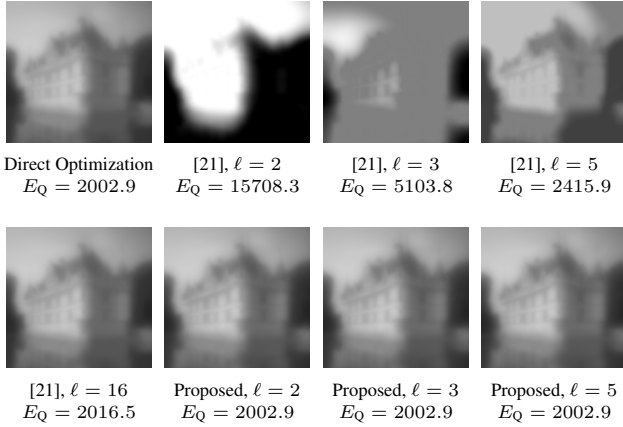 Direct Optimization
E_Q = 2002.9
[21], ℓ = 2
E_Q = 15708.3
[21], ℓ = 3
E_Q = 5103.8
[21], ℓ = 5
E_Q = 2415.9
[21], ℓ = 16
E_Q = 2016.5
Proposed, ℓ = 2
E_Q = 2002.9
Proposed, ℓ = 3
E_Q = 2002.9
Proposed, ℓ = 5
E_Q = 2002.9